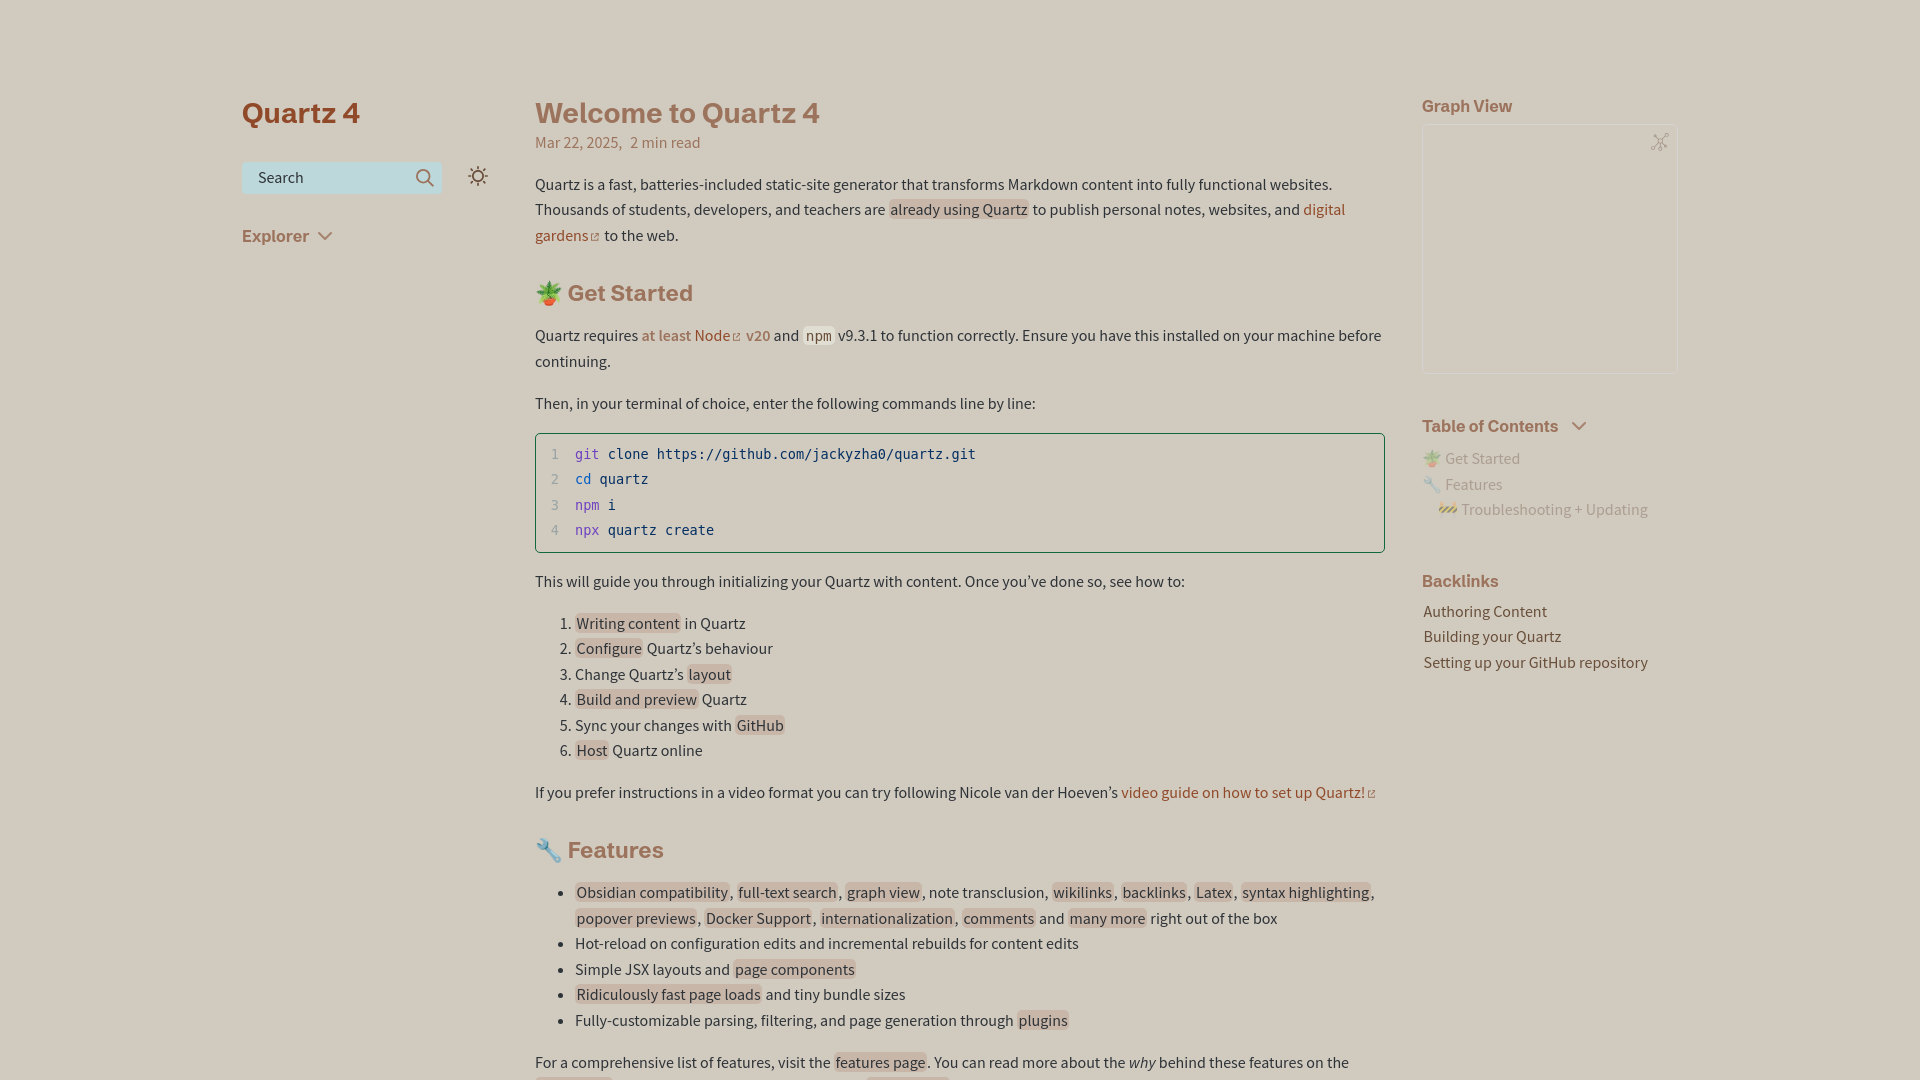 Quartz 4
Search
Explorer
Welcome to Quartz 4
Mar 22, 2025, 2 min read
Quartz is a fast, batteries-included static-site generator that transforms Markdown content into fully functional websites.
Thousands of students, developers, and teachers are already using Quartz to publish personal notes, websites, and digital
gardens to the web.
🪴 Get Started
Quartz requires at least Node v20 and npm v9.3.1 to function correctly. Ensure you have this installed on your machine before
continuing.
Then, in your terminal of choice, enter the following commands line by line:
1 git clone https://github.com/jackyzha0/quartz.git
2 cd quartz
3 npm i
4 npx quartz create
This will guide you through initializing your Quartz with content. Once you’ve done so, see how to:
1. Writing content in Quartz
2. Configure Quartz’s behaviour
3. Change Quartz’s layout
4. Build and preview Quartz
5. Sync your changes with GitHub
6. Host Quartz online
If you prefer instructions in a video format you can try following Nicole van der Hoeven’s video guide on how to set up Quartz!
🔧 Features
• Obsidian compatibility, full-text search, graph view, note transclusion, wikilinks, backlinks, Latex, syntax highlighting,
popover previews, Docker Support, internationalization, comments and many more right out of the box
• Hot-reload on configuration edits and incremental rebuilds for content edits
• Simple JSX layouts and page components
• Ridiculously fast page loads and tiny bundle sizes
• Fully-customizable parsing, filtering, and page generation through plugins
For a comprehensive list of features, visit the features page. You can read more about the why behind these features on the
Graph View
Table of Contents
🪴 Get Started
🔧 Features
🚧 Troubleshooting + Updating
Backlinks
Authoring Content
Building your Quartz
Setting up your GitHub repository